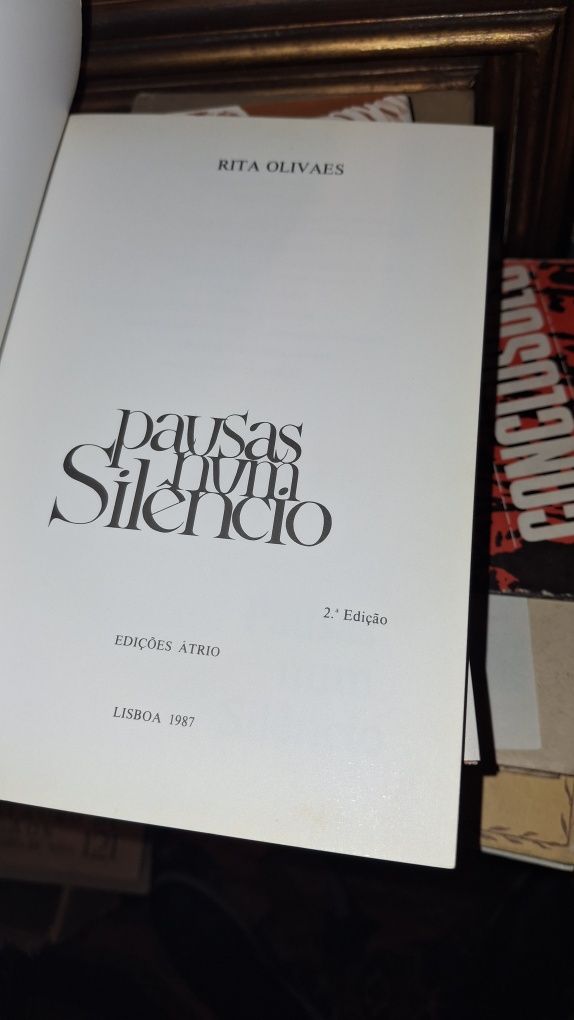 RITA OLIVAES
pausas
num
Silêncio
2.ª Edição
EDIÇÕES ÁTRIO
LISBOA 1987